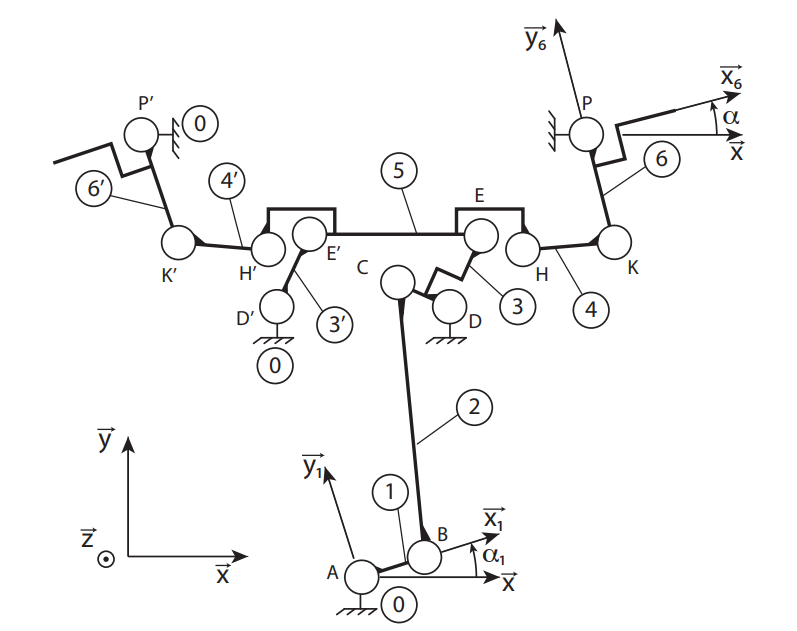 y₆
P′
0
P
x₆
α
x
6
4′
5
6′
E
K′
H′
E′
C
H
K
D′
3′
3
4
D
0
2
y
y₁
1
B
x₁
α₁
z
x
A
x
0